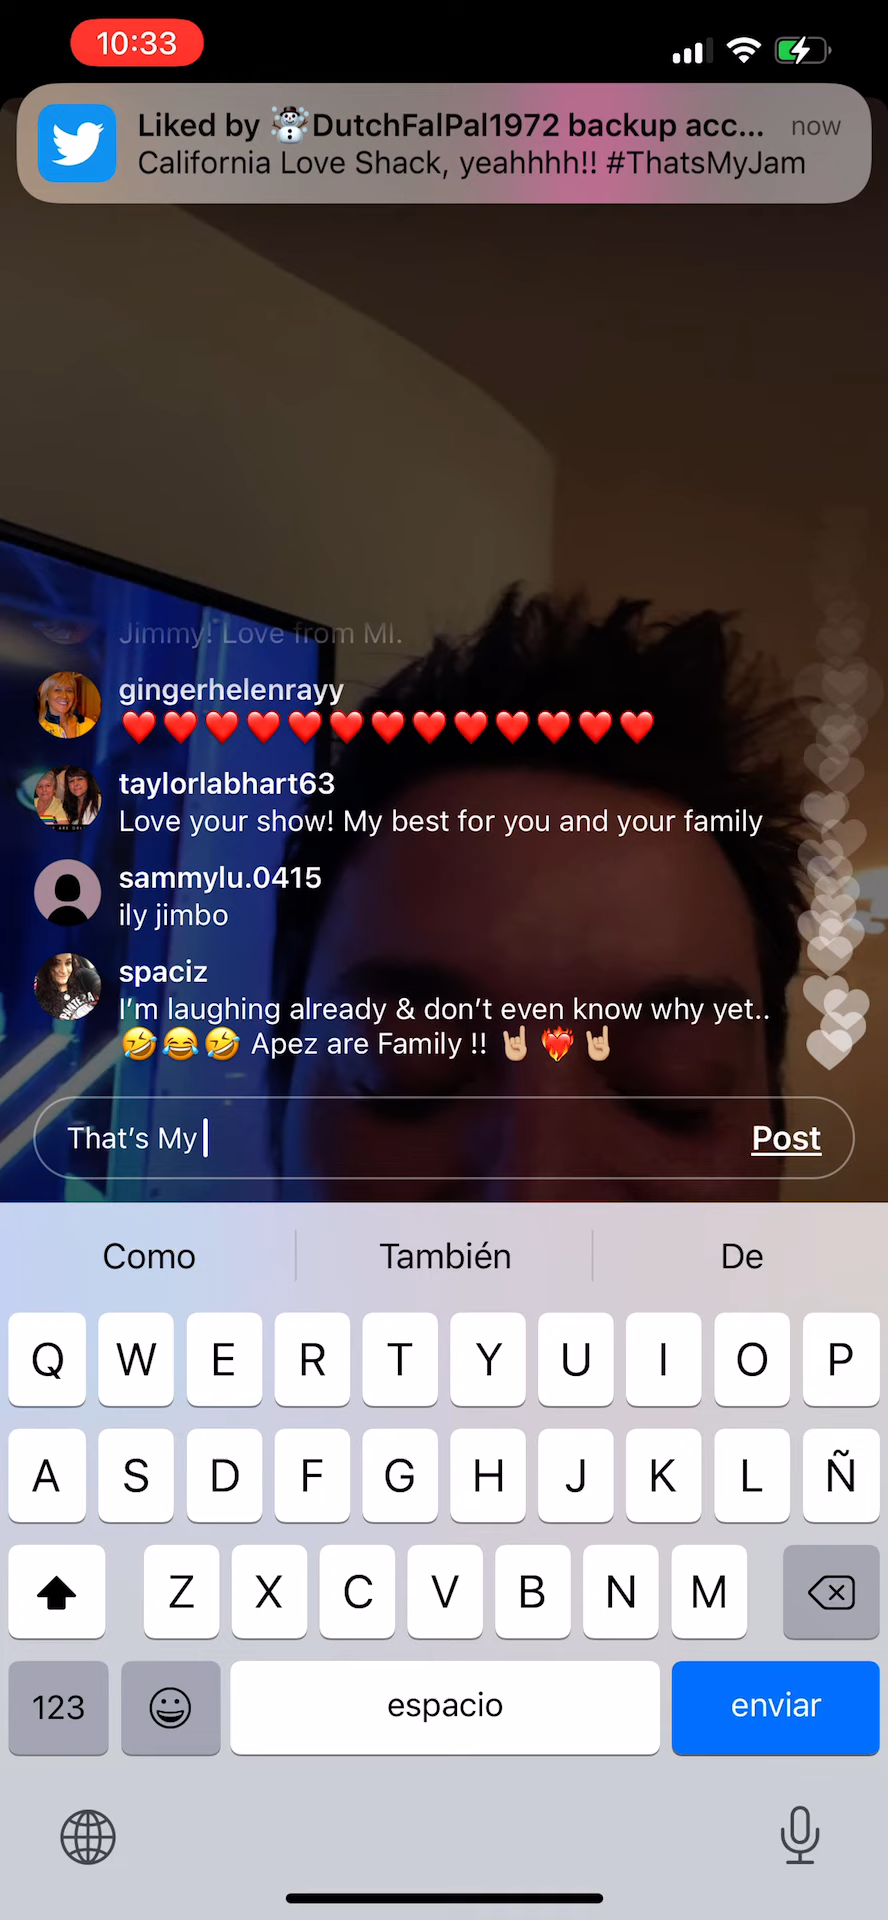 10:33
Liked by ☃️DutchFalPal1972 backup acc...
now
California Love Shack, yeahhhh!! #ThatsMyJam
Jimmy! Love from MI.
gingerhelenrayy
❤️❤️❤️❤️❤️❤️❤️❤️❤️❤️❤️❤️❤️
taylorlabhart63
Love your show! My best for you and your family
sammylu.0415
ily jimbo
spaciz
I’m laughing already & don’t even know why yet..
🤣😂🤣 Apez are Family !! 🤘🏼❤️‍🔥🤘🏼
That’s My
Post
Como También De
Q W E R T Y U I O P
A S D F G H J K L Ñ
Z X C V B N M
123 espacio enviar